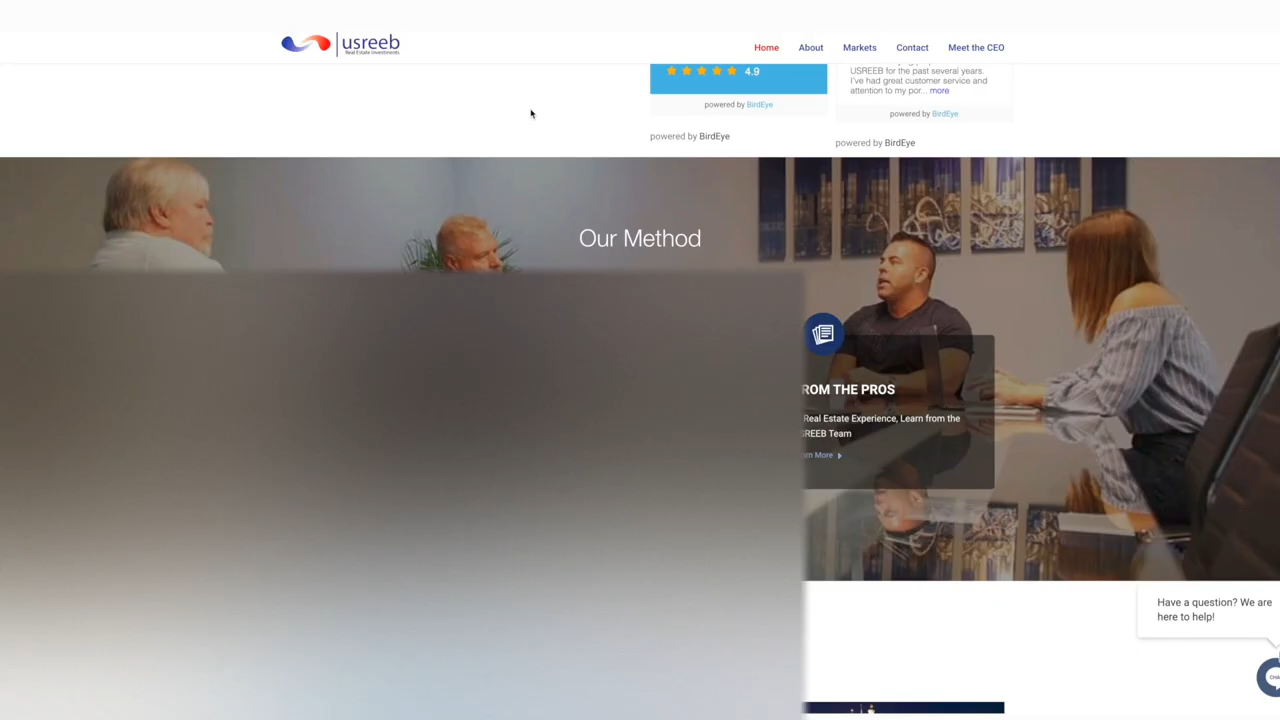 usreeb
Real Estate Investments
Home
About
Markets
Contact
Meet the CEO
4.9
powered by BirdEye
powered by BirdEye
USREEB for the past several years.
I've had great customer service and
attention to my por... more
powered by BirdEye
powered by BirdEye
Our Method
ROM THE PROS
Real Estate Experience, Learn from the
SREEB Team
rn More
Have a question? We are
here to help!